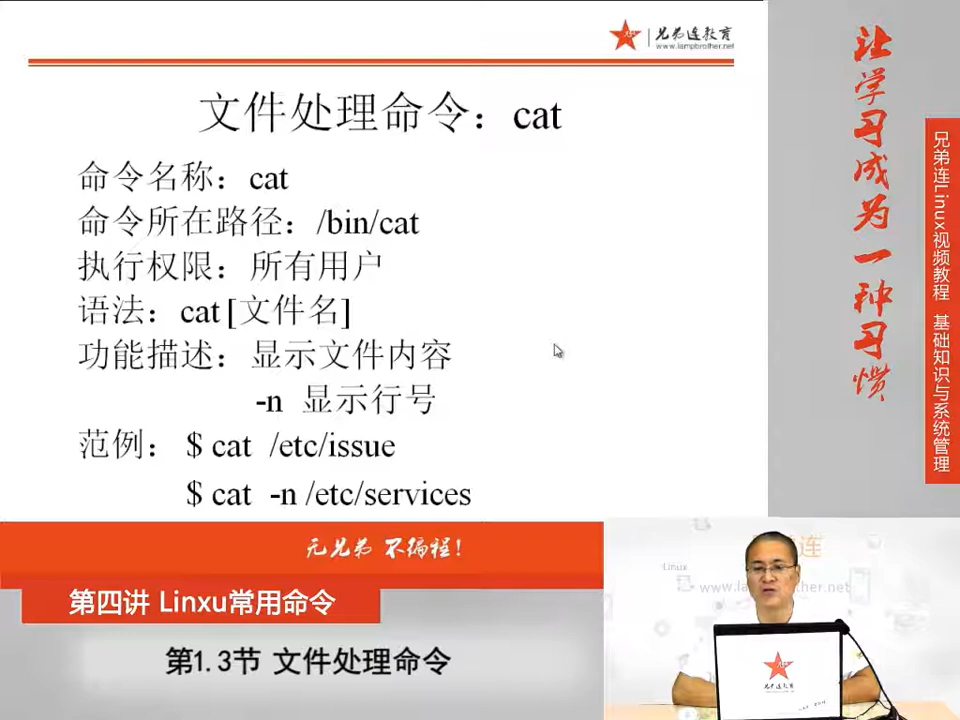 兄弟连教育
www.lampbrother.net
文件处理命令：cat
命令名称：cat
命令所在路径：/bin/cat
执行权限：所有用户
语法：cat [文件名]
功能描述：显示文件内容
-n 显示行号
范例： $ cat /etc/issue
$ cat -n /etc/services
让学习成为一种习惯
兄弟连Linux视频教程 基础知识与系统管理
无兄弟 不编程！
第四讲 Linxu常用命令
第1.3节 文件处理命令
Linux
兄弟连教育